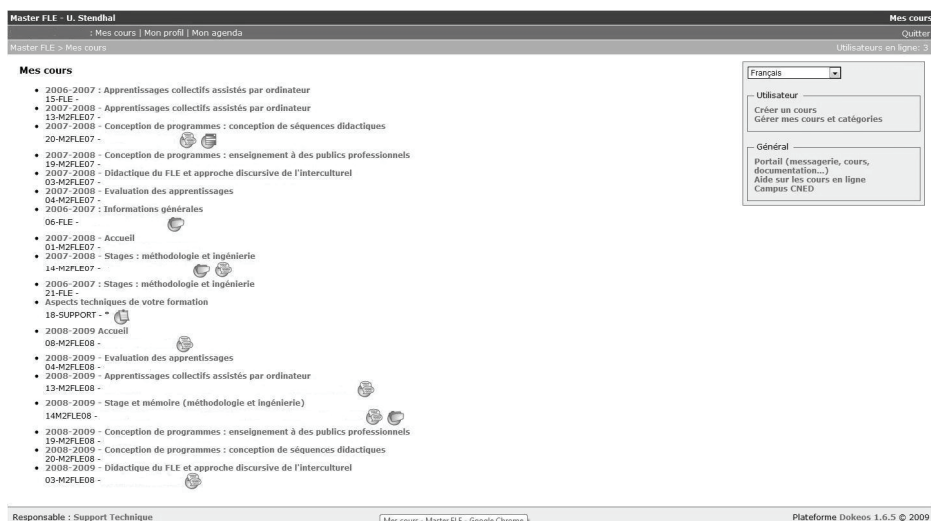 Master FLE - U. Stendhal Mes cours
: Mes cours | Mon profil | Mon agenda Quitter
Master FLE > Mes cours Utilisateurs en ligne: 3
Mes cours
• 2006-2007 : Apprentissages collectifs assistés par ordinateur
15-FLE -
• 2007-2008 - Apprentissages collectifs assistés par ordinateur
13-M2FLE07 -
• 2007-2008 - Conception de programmes : conception de séquences didactiques
20-M2FLE07 -
• 2007-2008 - Conception de programmes : enseignement à des publics professionnels
19-M2FLE07 -
• 2007-2008 - Didactique du FLE et approche discursive de l'interculturel
03-M2FLE07 -
• 2007-2008 - Evaluation des apprentissages
04-M2FLE07 -
• 2006-2007 : Informations générales
06-FLE -
• 2007-2008 - Accueil
01-M2FLE07 -
• 2007-2008 - Stages : méthodologie et ingénierie
14-M2FLE07 -
• 2006-2007 : Stages : méthodologie et ingénierie
21-FLE -
• Aspects techniques de votre formation
18-SUPPORT - *
• 2008-2009 Accueil
08-M2FLE08 -
• 2008-2009 - Evaluation des apprentissages
04-M2FLE08 -
• 2008-2009 - Apprentissages collectifs assistés par ordinateur
13-M2FLE08 -
• 2008-2009 - Stage et mémoire (méthodologie et ingénierie)
14M2FLE08 -
• 2008-2009 - Conception de programmes : enseignement à des publics professionnels
19-M2FLE08 -
• 2008-2009 - Conception de programmes : conception de séquences didactiques
20-M2FLE08 -
• 2008-2009 - Didactique du FLE et approche discursive de l'interculturel
03-M2FLE08 -
Français
Utilisateur
Créer un cours
Gérer mes cours et catégories
Général
Portail (messagerie, cours,
documentation...)
Aide sur les cours en ligne
Campus CNED
Responsable : Support Technique Mes cours - Master FLE - Google Chrome Plateforme Dokeos 1.6.5 © 2009